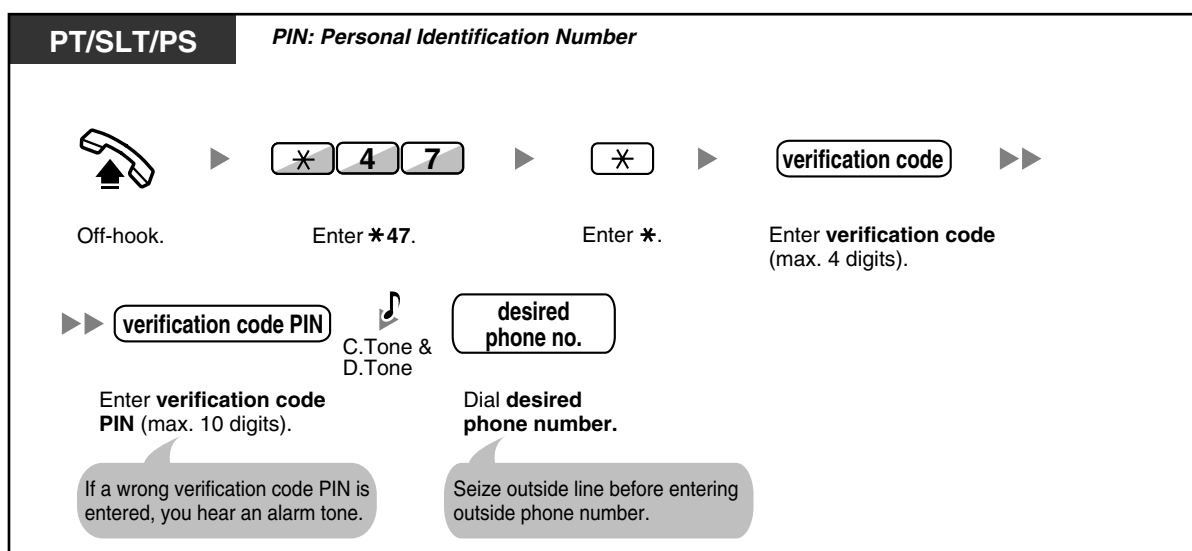 PT/SLT/PS
PIN: Personal Identification Number
* 4 7
*
verification code
Off-hook.
Enter *47.
Enter *.
Enter verification code
(max. 4 digits).
verification code PIN
C.Tone &
D.Tone
desired
phone no.
Enter verification code
PIN (max. 10 digits).
Dial desired
phone number.
If a wrong verification code PIN is
entered, you hear an alarm tone.
Seize outside line before entering
outside phone number.